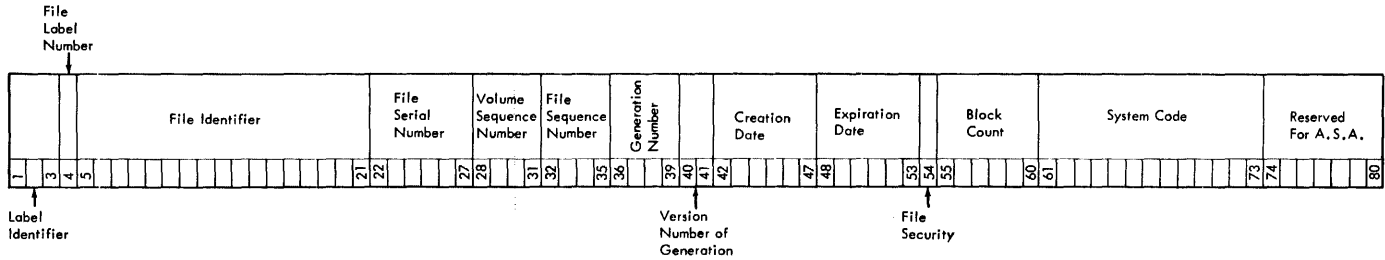 File
Label
Number
File Identifier
File
Serial
Number
Volume
Sequence
Number
File
Sequence
Number
Generation
Number
Creation
Date
Expiration
Date
Block
Count
System Code
Reserved
For A.S.A.
1 3 4 5 21 22 27 28 31 32 35 36 39 40 41 42 47 48 53 54 55 60 61 73 74 80
Label
Identifier
Version
Number of
Generation
File
Security